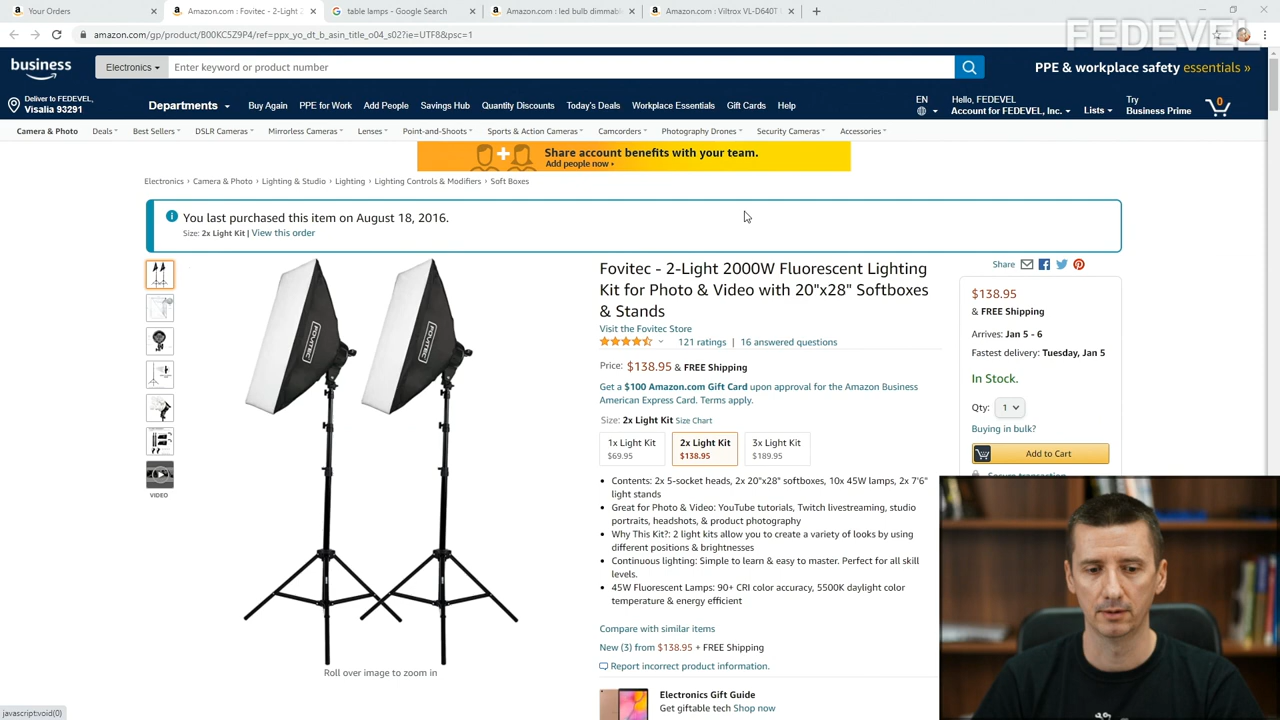 Your Orders
Amazon.com : Fovitec - 2-Light 2
table lamps - Google Search
Amazon.com : led bulb dimmabl
Amazon.com : Viltrox VL-D640T
FEDEVEL
amazon.com/gp/product/B00KC5Z9P4/ref=ppx_yo_dt_b_asin_title_o04_s00?ie=UTF8&psc=1
business
Electronics
Enter keyword or product number
PPE & workplace safety essentials »
Deliver to FEDEVEL,
Visalia 93291
Departments
Buy Again
PPE for Work
Add People
Savings Hub
Quantity Discounts
Today's Deals
Workplace Essentials
Gift Cards
Help
EN
Hello, FEDEVEL
Account for FEDEVEL, Inc.
Lists
Try
Business Prime
0
Camera & Photo
Deals
Best Sellers
DSLR Cameras
Mirrorless Cameras
Lenses
Point-and-Shoots
Sports & Action Cameras
Camcorders
Photography Drones
Security Cameras
Accessories
Share account benefits with your team.
Add people now ›
Electronics › Camera & Photo › Lighting & Studio › Lighting › Lighting Controls & Modifiers › Soft Boxes
You last purchased this item on August 18, 2016.
Size: 2x Light Kit | View this order
FOVITEC
FOVITEC
VIDEO
Roll over image to zoom in
Fovitec - 2-Light 2000W Fluorescent Lighting
Kit for Photo & Video with 20"x28" Softboxes
& Stands
Visit the Fovitec Store
121 ratings | 16 answered questions
Price: $138.95 & FREE Shipping
Get a $100 Amazon.com Gift Card upon approval for the Amazon Business
American Express Card. Terms apply.
Size: 2x Light Kit Size Chart
1x Light Kit
$69.95
2x Light Kit
$138.95
3x Light Kit
$189.95
• Contents: 2x 5-socket heads, 2x 20"x28" softboxes, 10x 45W lamps, 2x 7'6"
light stands
• Great for Photo & Video: YouTube tutorials, Twitch livestreaming, studio
portraits, headshots, & product photography
• Why This Kit?: 2 light kits allow you to create a variety of looks by using
different positions & brightnesses
• Continuous lighting: Simple to learn & easy to master. Perfect for all skill
levels.
• 45W Fluorescent Lamps: 90+ CRI color accuracy, 5500K daylight color
temperature & energy efficient
Compare with similar items
New (3) from $138.95 + FREE Shipping
Report incorrect product information.
Electronics Gift Guide
Get giftable tech Shop now
Share
$138.95
& FREE Shipping
Arrives: Jan 5 - 6
Fastest delivery: Tuesday, Jan 5
In Stock.
Qty: 1
Buying in bulk?
Add to Cart
Secure transaction
javascript:void(0)